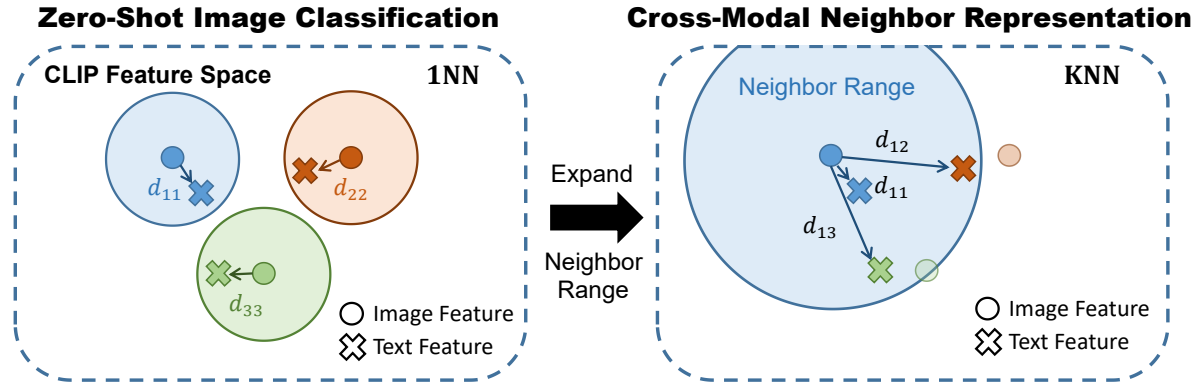 Zero-Shot Image Classification
CLIP Feature Space
1NN
d₁₁
d₂₂
d₃₃
Image Feature
Text Feature
Expand
Neighbor
Range
Cross-Modal Neighbor Representation
Neighbor Range
KNN
d₁₂
d₁₁
d₁₃
Image Feature
Text Feature